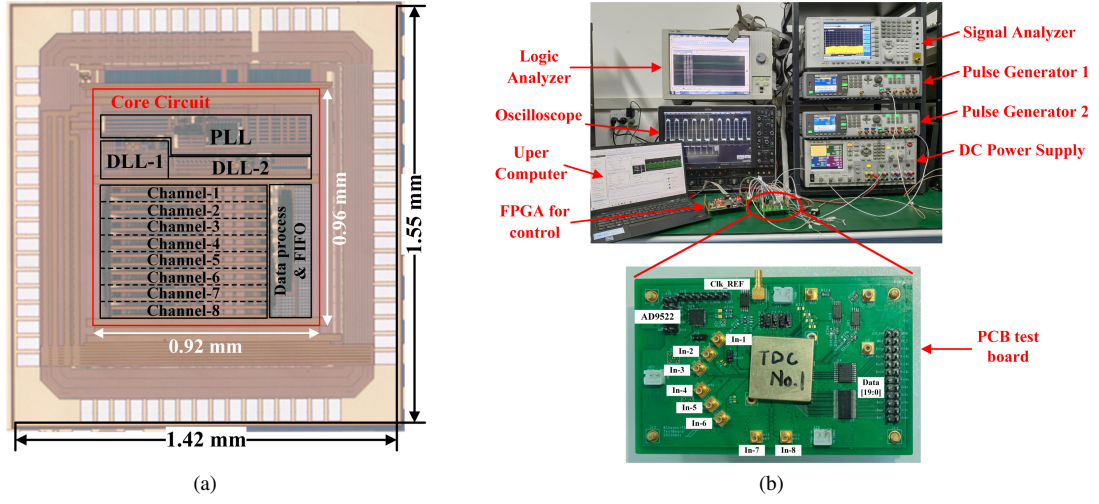 Core Circuit
PLL
DLL-1
DLL-2
Channel-1
Channel-2
Channel-3
Channel-4
Channel-5
Channel-6
Channel-7
Channel-8
Data process
& FIFO
0.96 mm
0.92 mm
1.55 mm
1.42 mm
(a)
Logic
Analyzer
Oscilloscope
Uper
Computer
FPGA for
control
Signal Analyzer
Pulse Generator 1
Pulse Generator 2
DC Power Supply
Clk_REF
AD9522
In-1
In-2
In-3
In-4
In-5
In-6
In-7
In-8
TDC
No.1
Data
[19:0]
PCB test
board
(b)